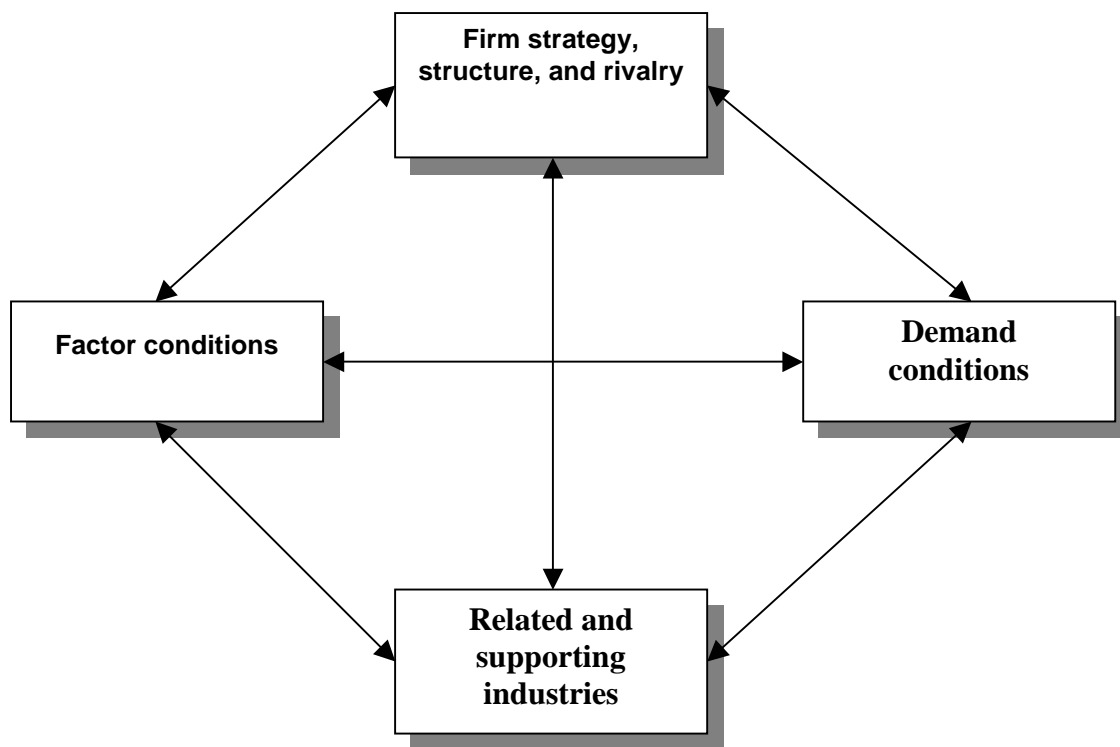 Firm strategy,
structure, and rivalry
Factor conditions
Demand
conditions
Related and
supporting
industries